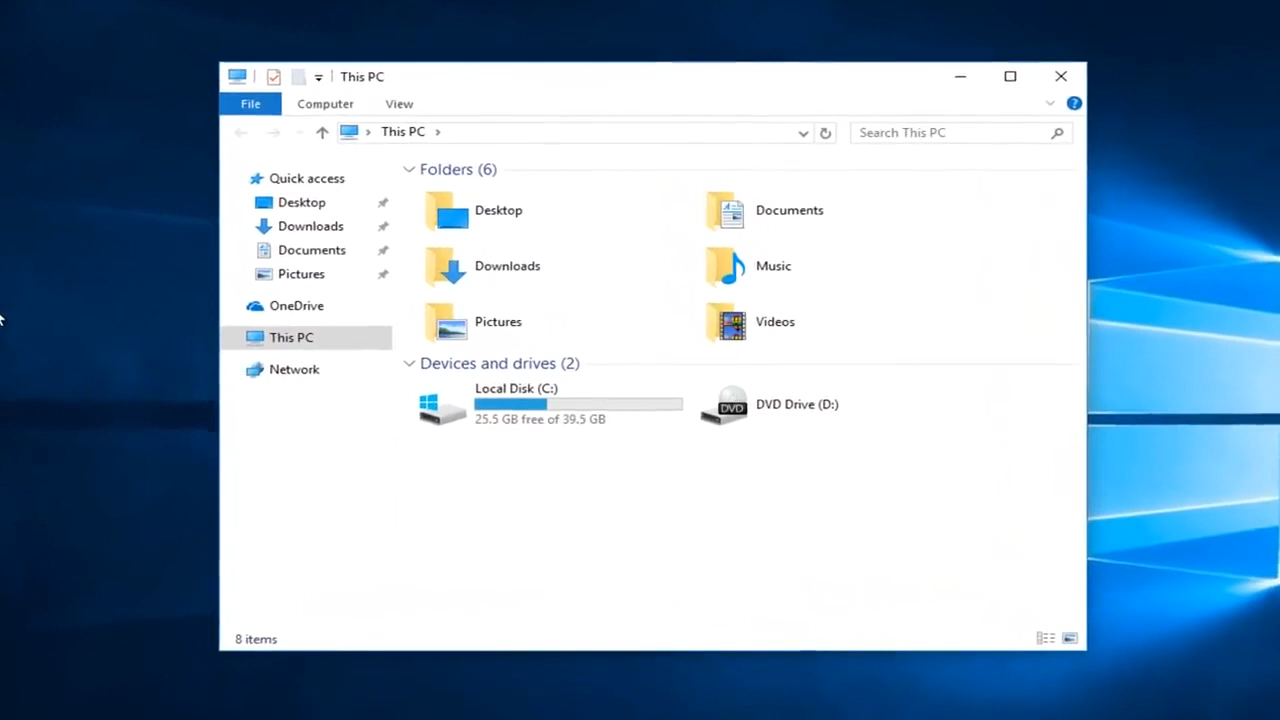 This PC
File Computer View
This PC
Search This PC
Quick access
Desktop
Downloads
Documents
Pictures
OneDrive
This PC
Network
Folders (6)
Desktop
Documents
Downloads
Music
Pictures
Videos
Devices and drives (2)
Local Disk (C:)
25.5 GB free of 39.5 GB
DVD
DVD Drive (D:)
8 items